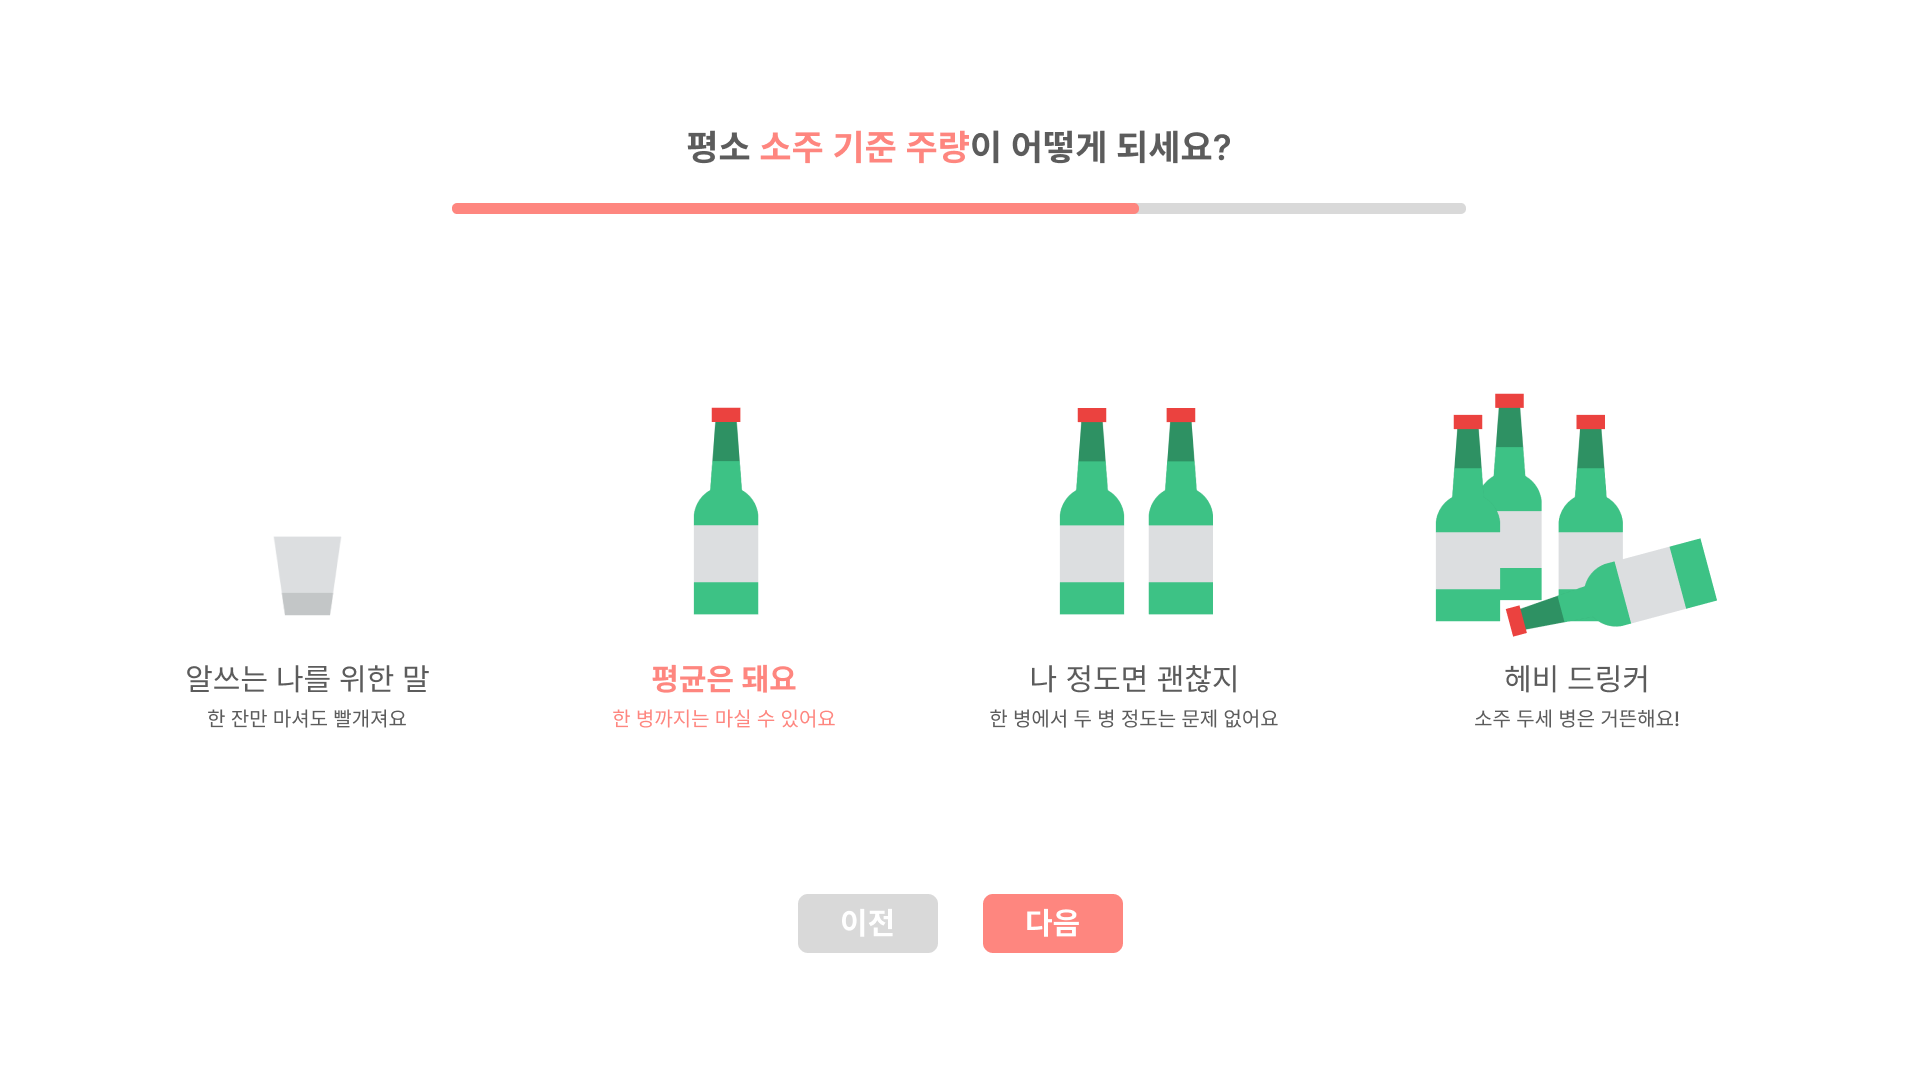 평소 소주 기준 주량이 어떻게 되세요?
알쓰는 나를 위한 말
한 잔만 마셔도 빨개져요
평균은 돼요
한 병까지는 마실 수 있어요
나 정도면 괜찮지
한 병에서 두 병 정도는 문제 없어요
헤비 드링커
소주 두세 병은 거뜬해요!
이전
다음